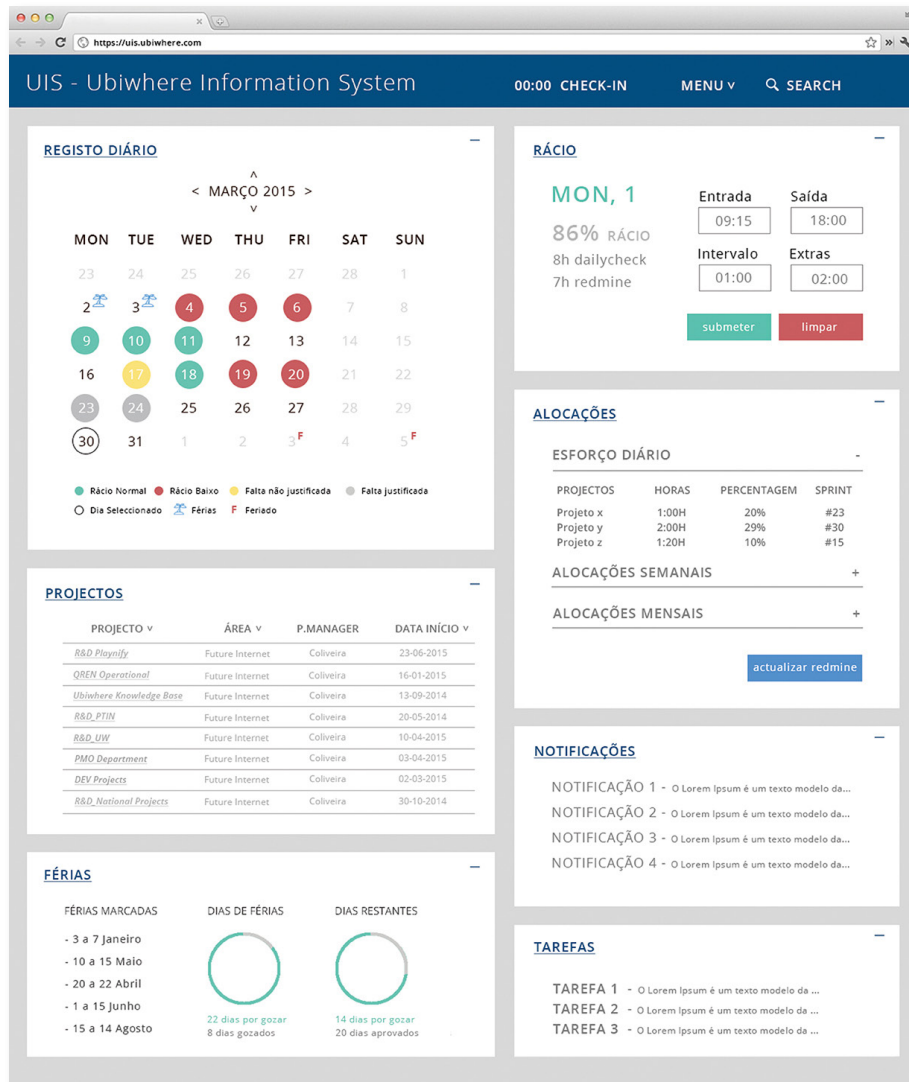 https://uis.ubiwhere.com
UIS - Ubiwhere Information System
00:00 CHECK-IN
MENU
SEARCH
REGISTO DIÁRIO
< MARÇO 2015 >
MON TUE WED THU FRI SAT SUN
23 24 25 26 27 28 1
2 3 4 5 6 7 8
9 10 11 12 13 14 15
16 17 18 19 20 21 22
23 24 25 26 27 28 29
30 31 1 2 3 F 4 5 F
Rácio Normal Rácio Baixo Falta não justificada Falta justificada
Dia Seleccionado Férias F Feriado
PROJECTOS
PROJECTO ÁREA P.MANAGER DATA INÍCIO
R&D Playnify Future Internet Coliveira 23-06-2015
QREN Operational Future Internet Coliveira 16-01-2015
Ubiwhere Knowledge Base Future Internet Coliveira 13-09-2014
R&D_PTIN Future Internet Coliveira 20-05-2014
R&D_UW Future Internet Coliveira 10-04-2015
PMO Department Future Internet Coliveira 03-04-2015
DEV Projects Future Internet Coliveira 02-03-2015
R&D_National Projects Future Internet Coliveira 30-10-2014
FÉRIAS
FÉRIAS MARCADAS
- 3 a 7 Janeiro
- 10 a 15 Maio
- 20 a 22 Abril
- 1 a 15 Junho
- 15 a 14 Agosto
DIAS DE FÉRIAS
22 dias por gozar
8 dias gozados
DIAS RESTANTES
14 dias por gozar
20 dias aprovados
RÁCIO
MON, 1
86% RÁCIO
8h dailycheck
7h redmine
Entrada Saída
09:15 18:00
Intervalo Extras
01:00 02:00
submeter limpar
ALOCAÇÕES
ESFORÇO DIÁRIO -
PROJECTOS HORAS PERCENTAGEM SPRINT
Projeto x 1:00H 20% #23
Projeto y 2:00H 29% #30
Projeto z 1:20H 10% #15
ALOCAÇÕES SEMANAIS +
ALOCAÇÕES MENSAIS +
actualizar redmine
NOTIFICAÇÕES
NOTIFICAÇÃO 1 - O Lorem Ipsum é um texto modelo da...
NOTIFICAÇÃO 2 - O Lorem Ipsum é um texto modelo da...
NOTIFICAÇÃO 3 - O Lorem Ipsum é um texto modelo da...
NOTIFICAÇÃO 4 - O Lorem Ipsum é um texto modelo da...
TAREFAS
TAREFA 1 - O Lorem Ipsum é um texto modelo da ...
TAREFA 2 - O Lorem Ipsum é um texto modelo da ...
TAREFA 3 - O Lorem Ipsum é um texto modelo da ...